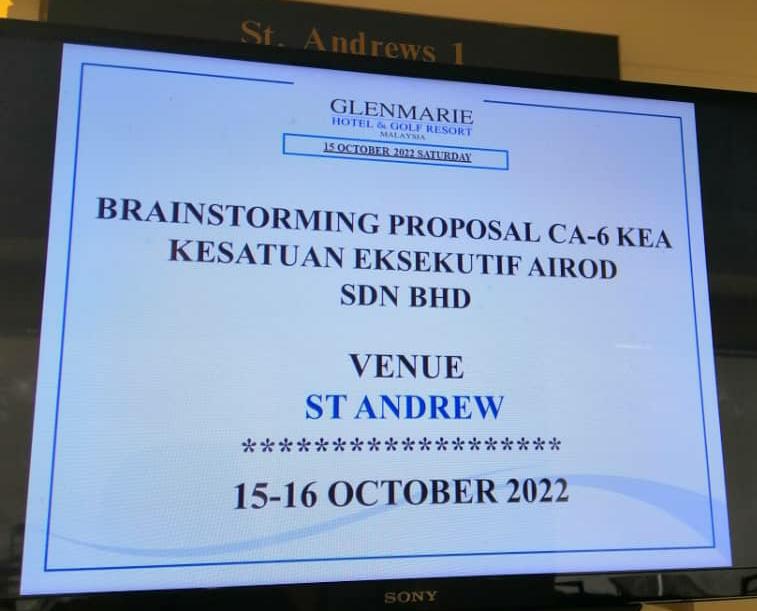 St. Andrews 1
GLENMARIE
HOTEL & GOLF RESORT
MALAYSIA
15 OCTOBER 2022 SATURDAY
BRAINSTORMING PROPOSAL CA-6 KEA
KESATUAN EKSEKUTIF AIROD
SDN BHD
VENUE
ST ANDREW
*******************
15-16 OCTOBER 2022
SONY